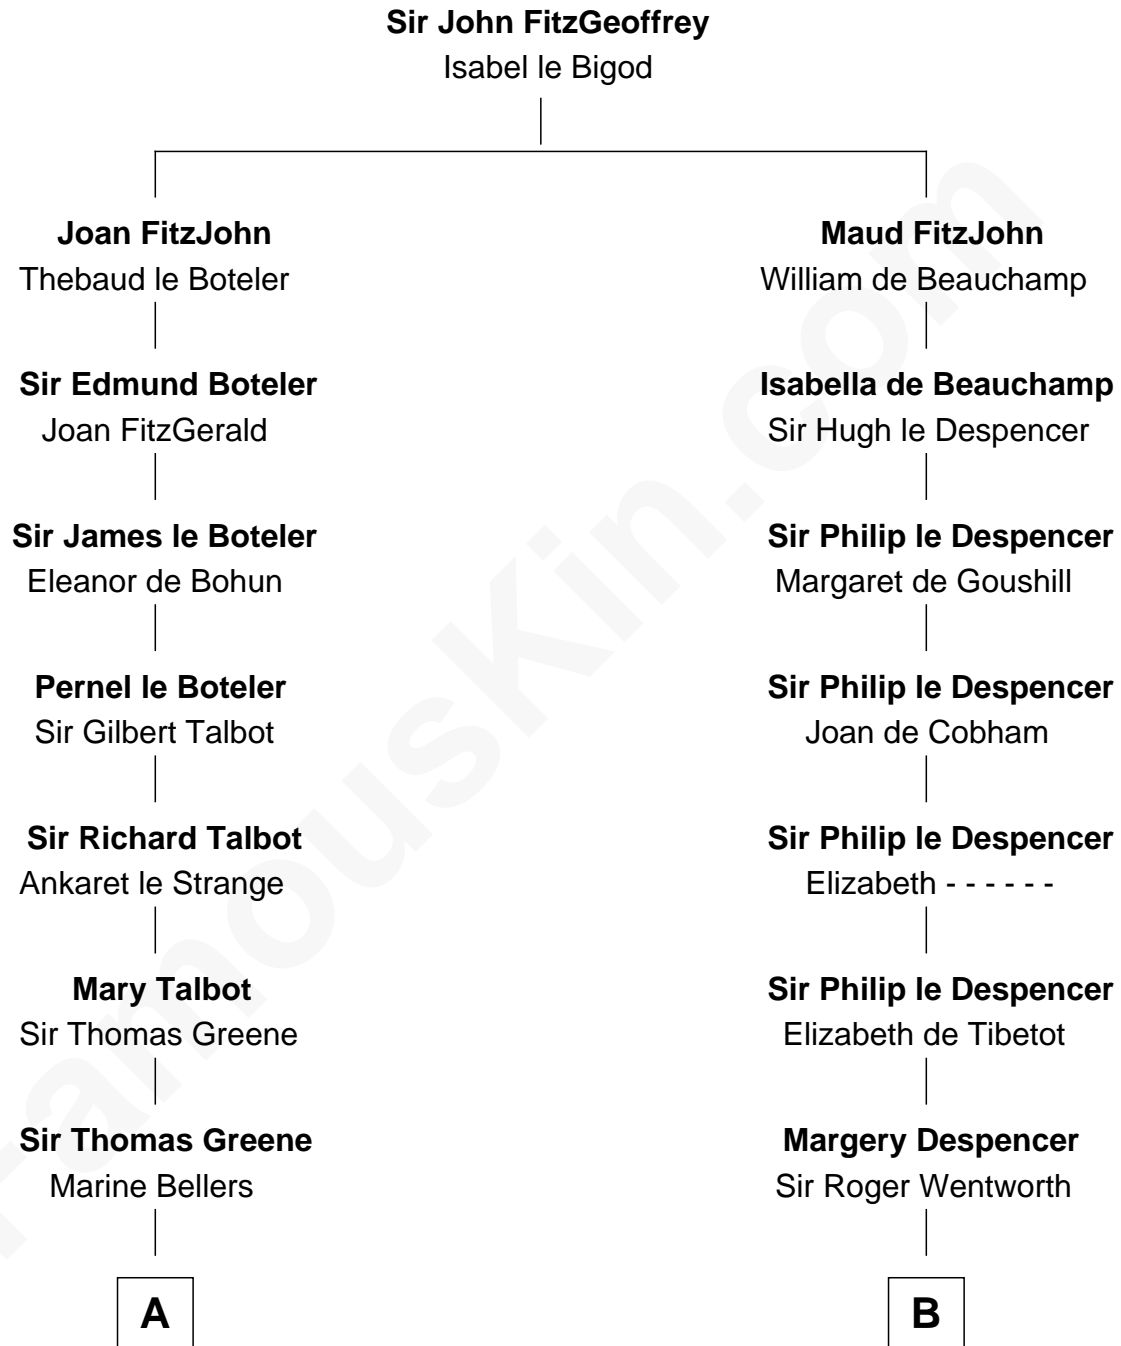 Sir John FitzGeoffrey
Isabel le Bigod
Joan FitzJohn
Thebaud le Boteler
Maud FitzJohn
William de Beauchamp
Sir Edmund Boteler
Joan FitzGerald
Isabella de Beauchamp
Sir Hugh le Despencer
Sir James le Boteler
Eleanor de Bohun
Sir Philip le Despencer
Margaret de Goushill
Pernel le Boteler
Sir Gilbert Talbot
Sir Philip le Despencer
Joan de Cobham
Sir Richard Talbot
Ankaret le Strange
Sir Philip le Despencer
Elizabeth - - - - - -
Mary Talbot
Sir Thomas Greene
Sir Philip le Despencer
Elizabeth de Tibetot
Sir Thomas Greene
Marine Bellers
Margery Despencer
Sir Roger Wentworth
A
B
FamousKin.com